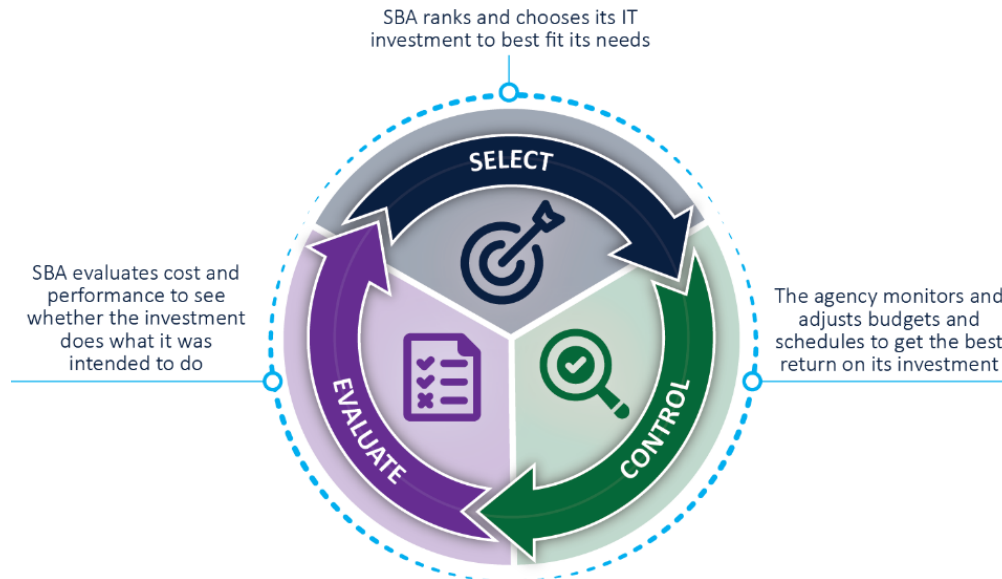 SBA ranks and chooses its IT
investment to best fit its needs
SELECT
SBA evaluates cost and
performance to see
whether the investment
does what it was
intended to do
The agency monitors and
adjusts budgets and
schedules to get the best
return on its investment
EVALUATE
CONTROL